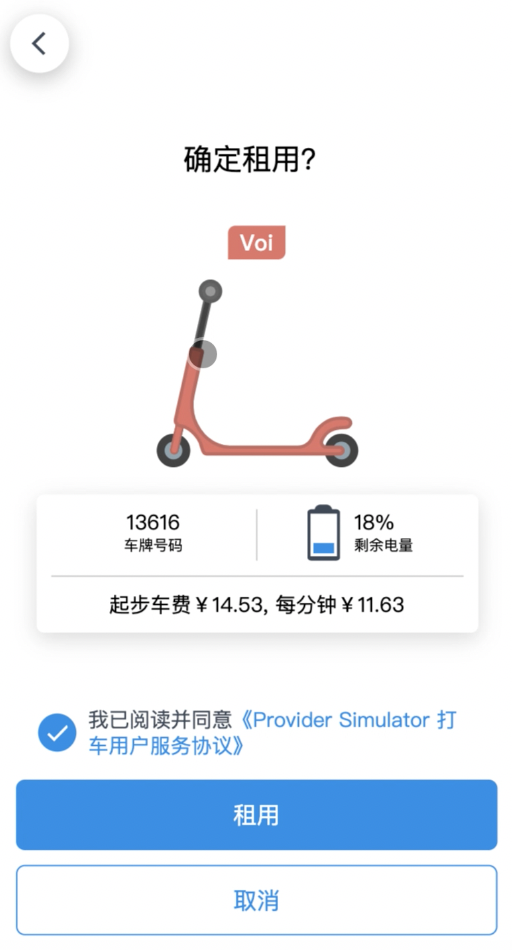 确定租用?
Voi
13616
车牌号码
18%
剩余电量
起步车费￥14.53, 每分钟￥11.63
我已阅读并同意《Provider Simulator 打
车用户服务协议》
租用
取消